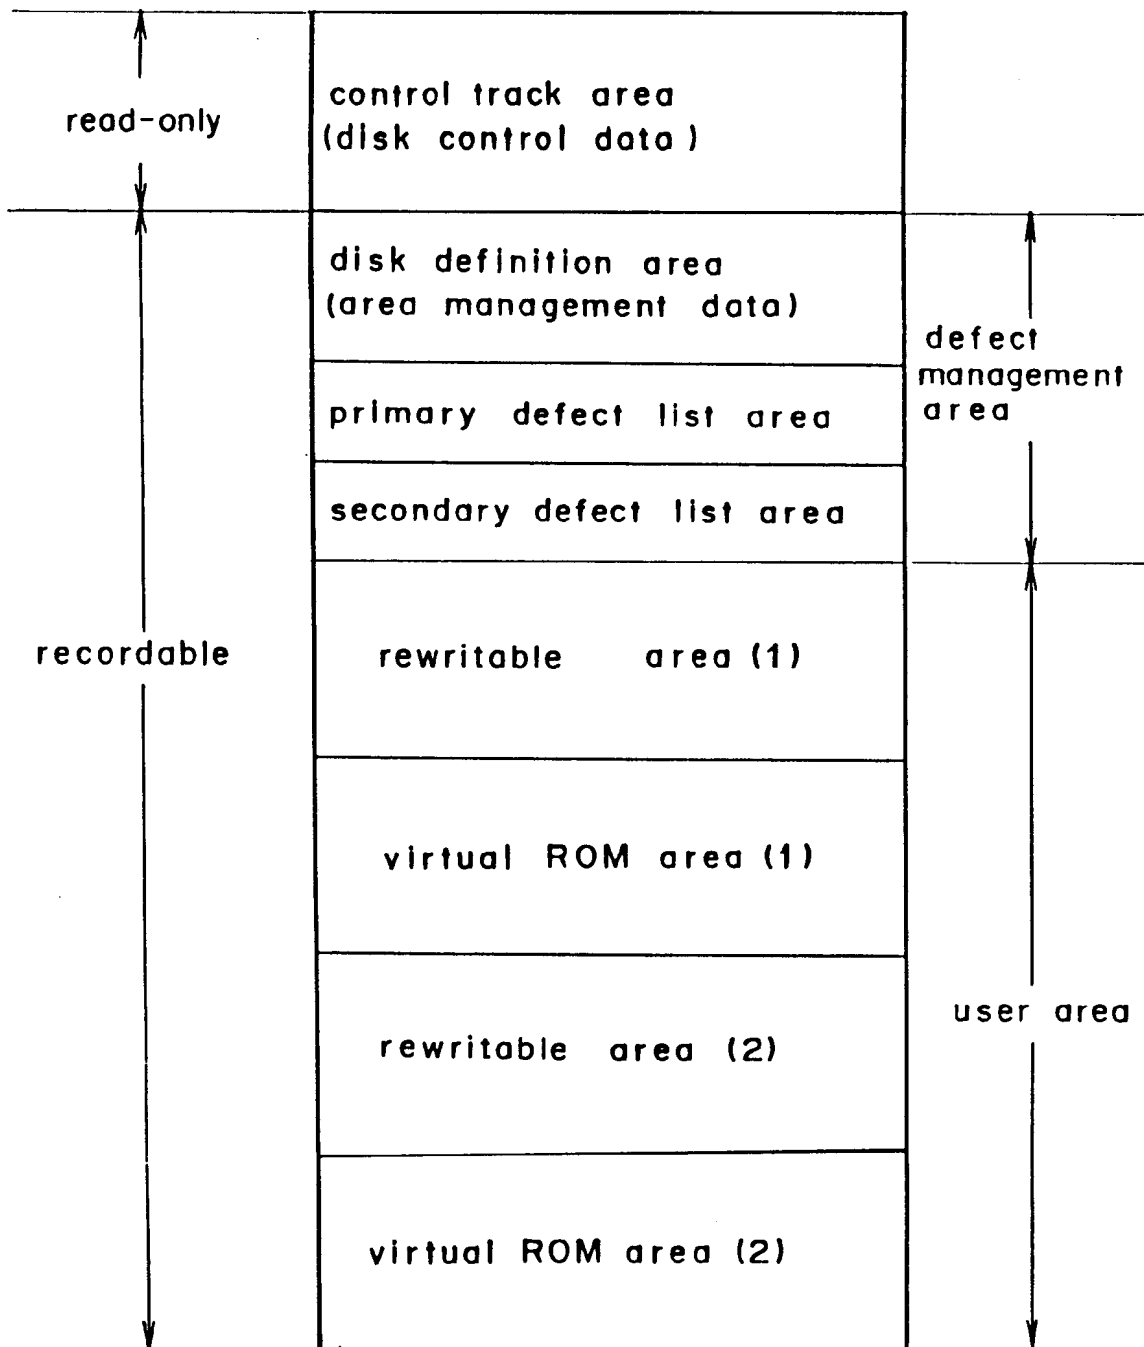 read-only
control track area
(disk control data)
disk definition area
(area management data)
primary defect list area
secondary defect list area
defect
management
area
recordable
rewritable area (1)
virtual ROM area (1)
rewritable area (2)
virtual ROM area (2)
user area